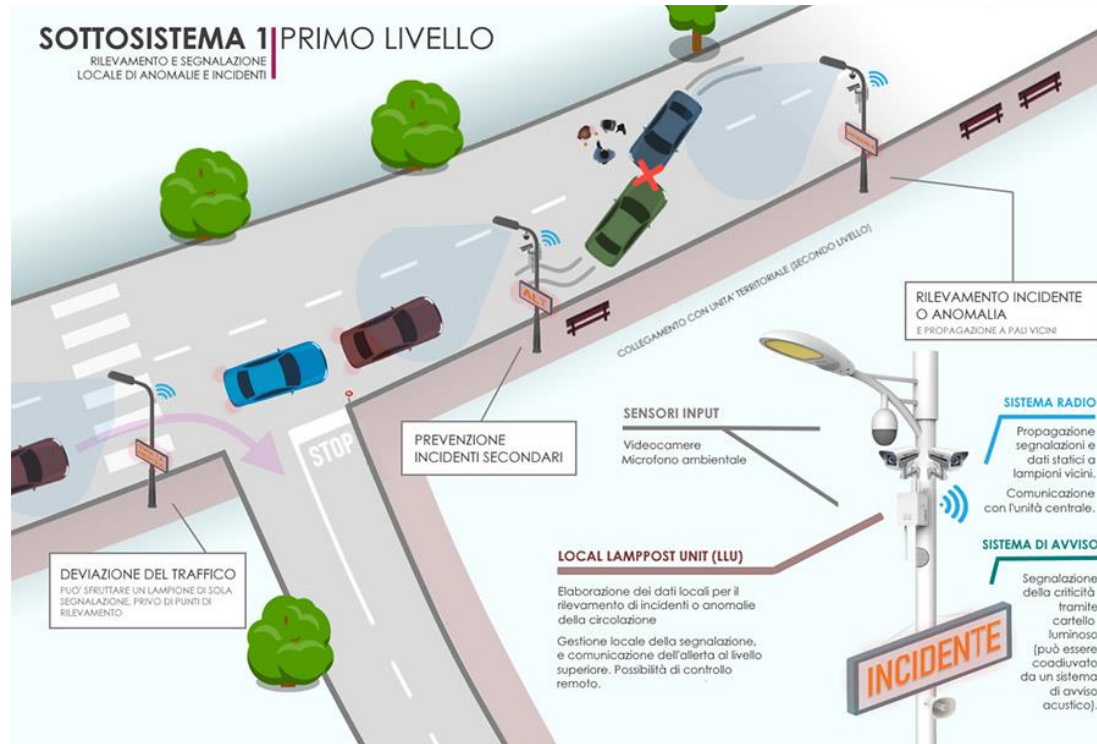 SOTTOSISTEMA 1 PRIMO LIVELLO
RILEVAMENTO E SEGNALAZIONE
LOCALE DI ANOMALIE E INCIDENTI
ALT
COLLEGAMENTO CON UNITA' TERRITORIALE (SECONDO LIVELLO)
RILEVAMENTO INCIDENTE
O ANOMALIA
E PROPAGAZIONE A PALI VICINI
STOP
PREVENZIONE
INCIDENTI SECONDARI
DEVIAZIONE DEL TRAFFICO
PUO' SFRUTTARE UN LAMPIONE DI SOLA
SEGNALAZIONE, PRIVO DI PUNTI DI
RILEVAMENTO
SENSORI INPUT
Videocamere
Microfono ambientale
LOCAL LAMPPOST UNIT (LLU)
Elaborazione dei dati locali per il
rilevamento di incidenti o anomalie
della circolazione
Gestione locale della segnalazione,
e comunicazione dell'allerta al livello
superiore. Possibilità di controllo
remoto.
SISTEMA RADIO
Propagazione
segnalazioni e
dati statici a
lampioni vicini.
Comunicazione
con l'unità centrale.
SISTEMA DI AVVISO
Segnalazione
della criticità
tramite
cartello
luminoso
(può essere
coadiuvato
da un sistema
di avviso
acustico).
INCIDENTE